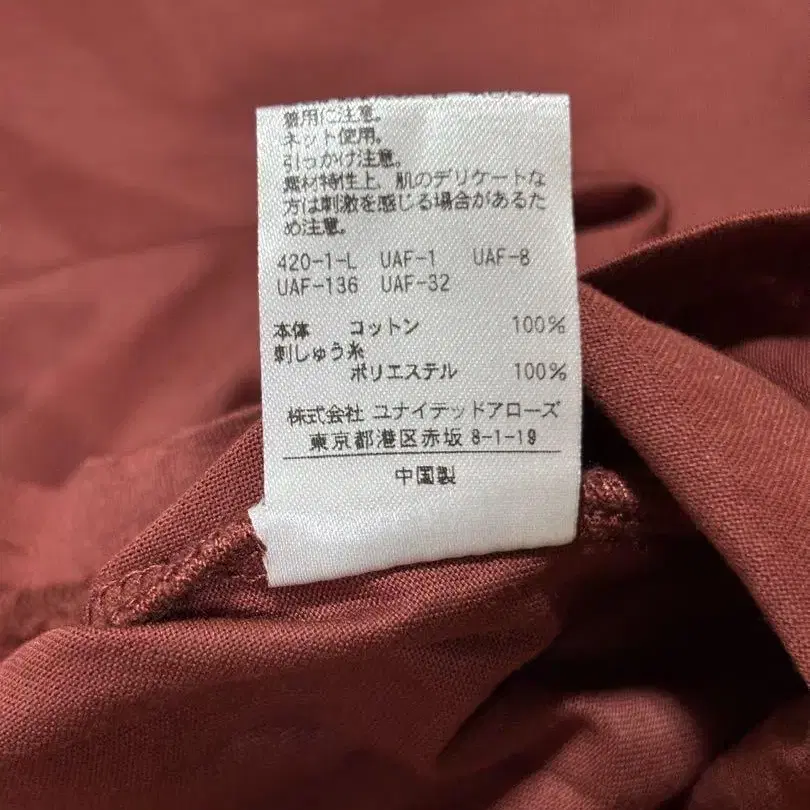 着用に注意。
ネット使用。
引っかけ注意。
素材特性上、肌のデリケートな
方は刺激を感じる場合があるた
め注意。
420-1-L UAF-1 UAF-8
UAF-136 UAF-32
本体 コットン 100%
刺しゅう糸
ポリエステル 100%
株式会社 ユナイテッドアローズ
東京都港区赤坂 8-1-19
中国製